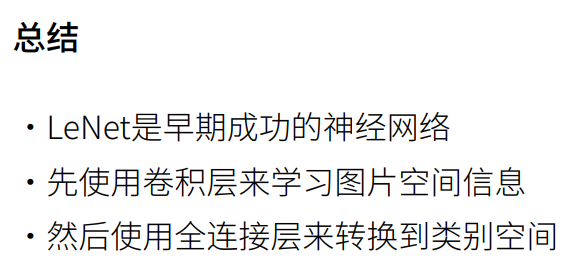 总结
・LeNet是早期成功的神经网络
・先使用卷积层来学习图片空间信息
・然后使用全连接层来转换到类别空间